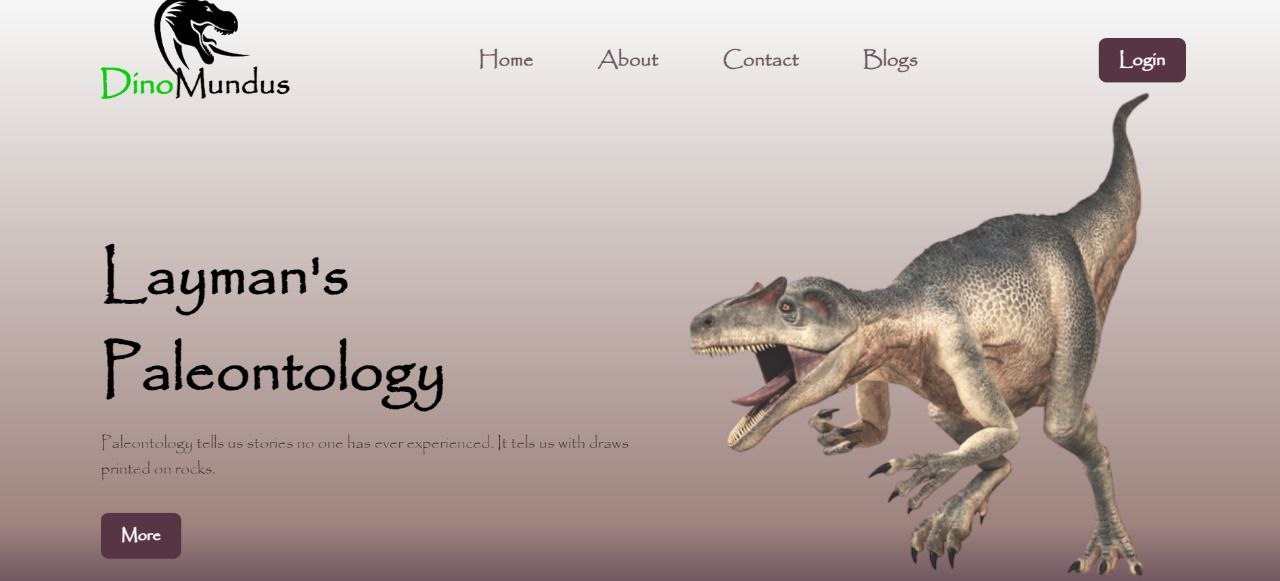 DinoMundus
Home About Contact Blogs Login
Layman's
Paleontology
Paleontology tells us stories no one has ever experienced. It tels us with draws
printed on rocks.
More